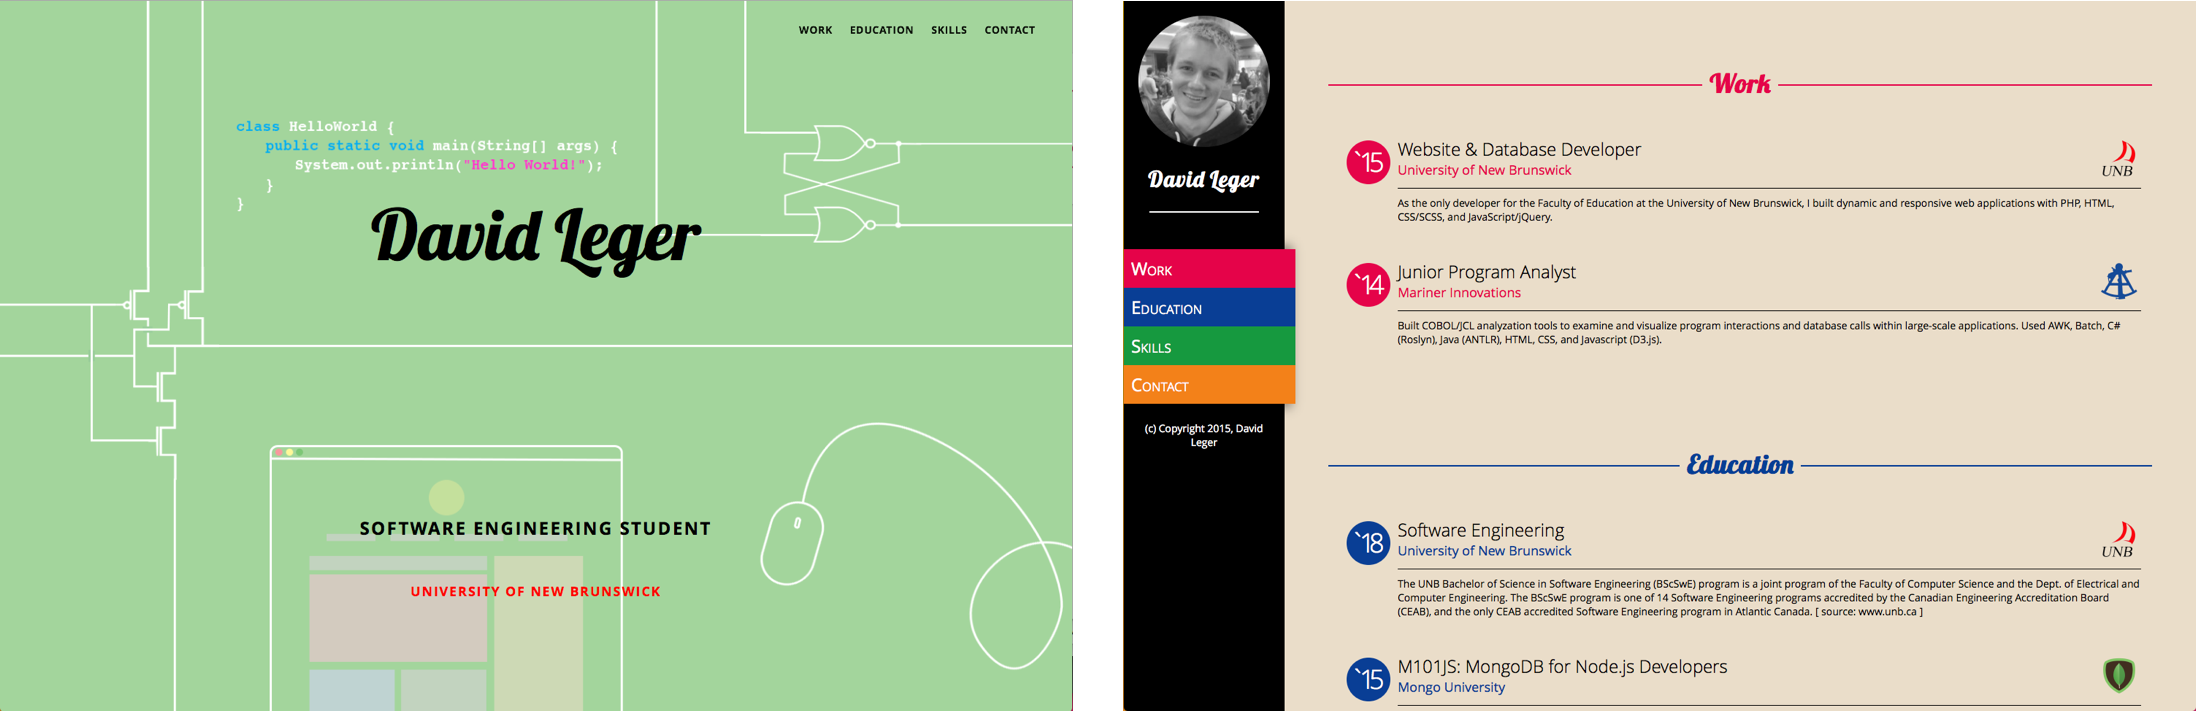 WORK EDUCATION SKILLS CONTACT
class HelloWorld {
public static void main(String[] args) {
System.out.println("Hello World!");
}
}
David Leger
SOFTWARE ENGINEERING STUDENT
UNIVERSITY OF NEW BRUNSWICK
David Leger
Work
Education
Skills
Contact
(c) Copyright 2015, David
Leger
Work
`15
Website & Database Developer
University of New Brunswick
UNB
As the only developer for the Faculty of Education at the University of New Brunswick, I built dynamic and responsive web applications with PHP, HTML,
CSS/SCSS, and JavaScript/jQuery.
`14
Junior Program Analyst
Mariner Innovations
Built COBOL/JCL analyzation tools to examine and visualize program interactions and database calls within large-scale applications. Used AWK, Batch, C#
(Roslyn), Java (ANTLR), HTML, CSS, and Javascript (D3.js).
Education
`18
Software Engineering
University of New Brunswick
UNB
The UNB Bachelor of Science in Software Engineering (BScSwE) program is a joint program of the Faculty of Computer Science and the Dept. of Electrical and
Computer Engineering. The BScSwE program is one of 14 Software Engineering programs accredited by the Canadian Engineering Accreditation Board
(CEAB), and the only CEAB accredited Software Engineering program in Atlantic Canada. [ source: www.unb.ca ]
`15
M101JS: MongoDB for Node.js Developers
Mongo University